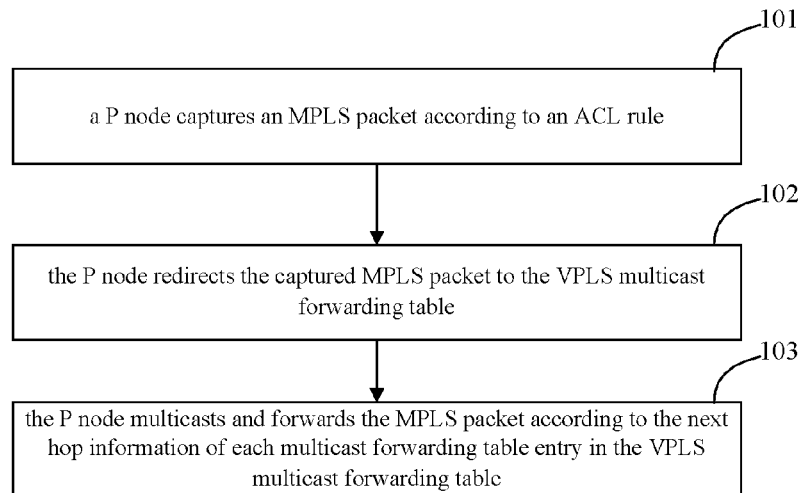 101
a P node captures an MPLS packet according to an ACL rule
102
the P node redirects the captured MPLS packet to the VPLS multicast
forwarding table
103
the P node multicasts and forwards the MPLS packet according to the next
hop information of each multicast forwarding table entry in the VPLS
multicast forwarding table